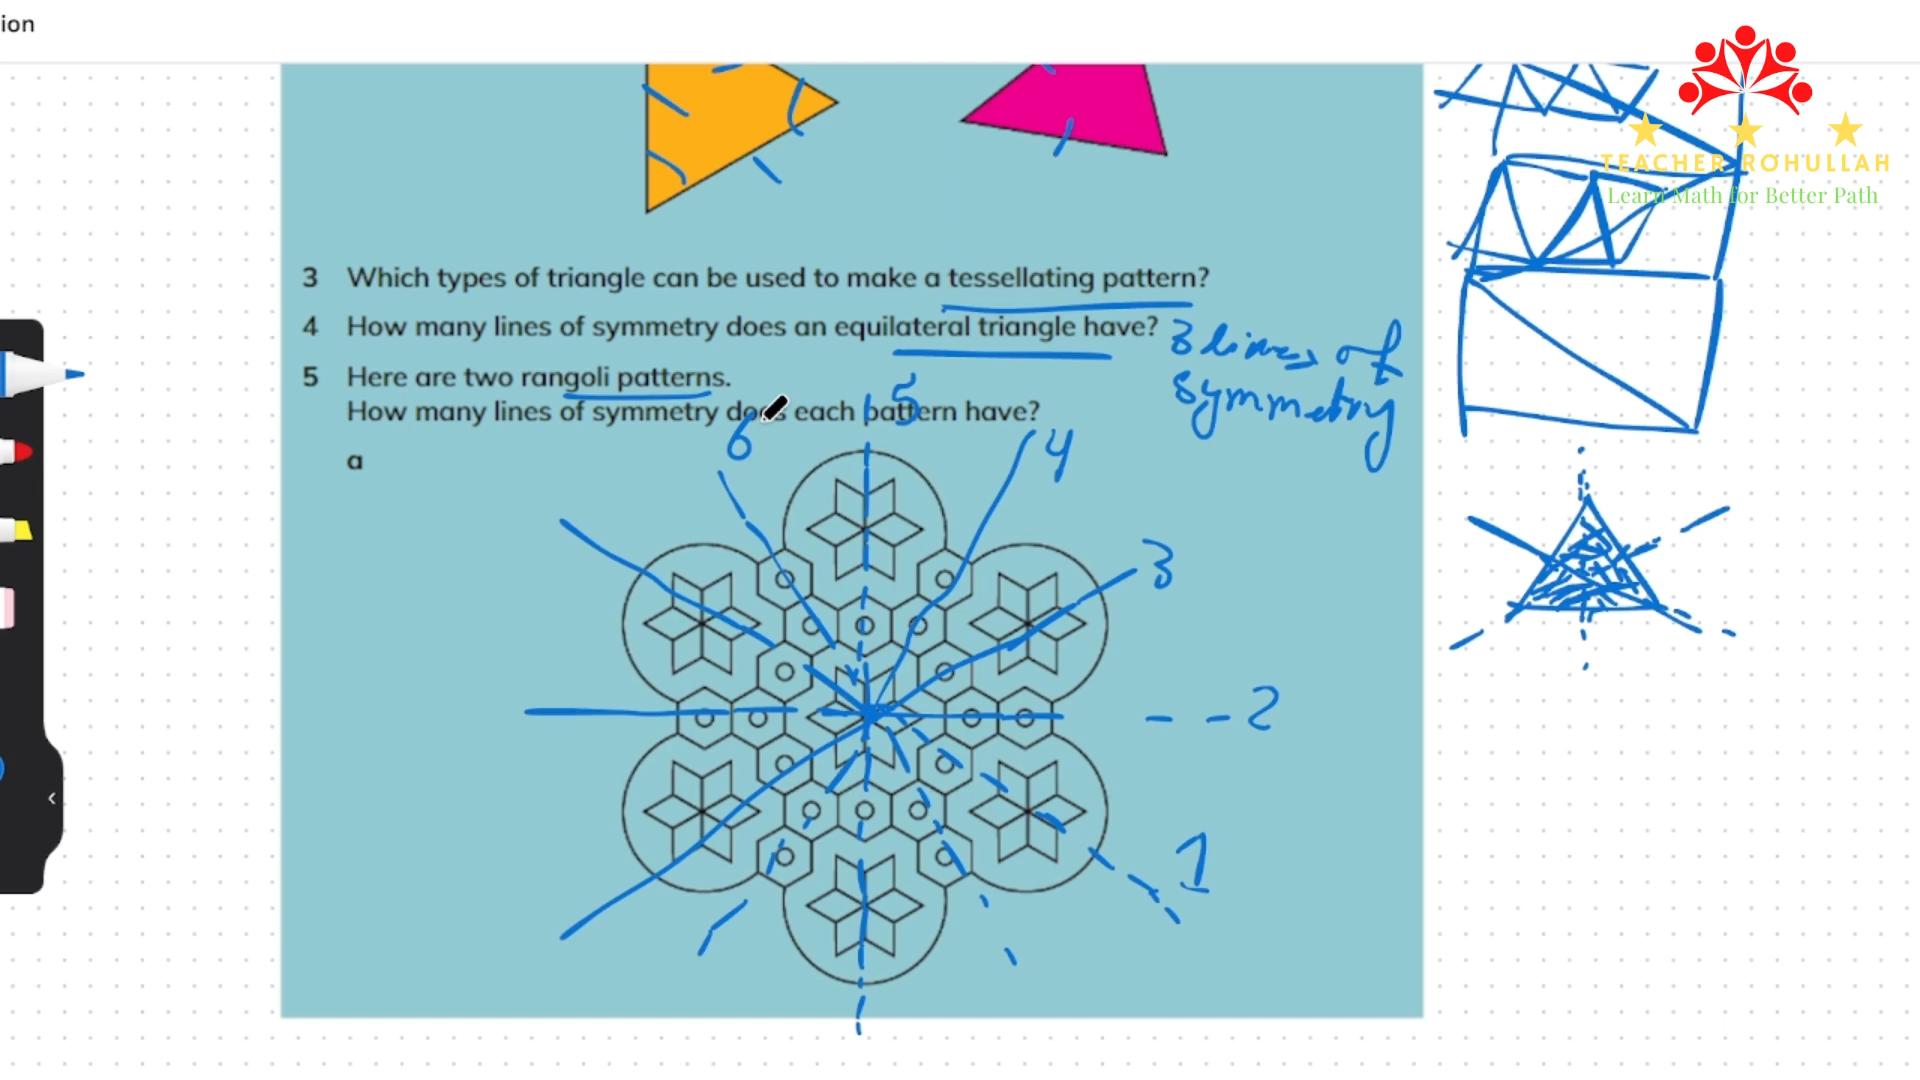 ion
TEACHER ROHULLAH
Learn Math for Better Path
3 Which types of triangle can be used to make a tessellating pattern?
4 How many lines of symmetry does an equilateral triangle have?
3 lines of
symmetry
5 Here are two rangoli patterns.
How many lines of symmetry does each pattern have?
a
6
5
4
3
2
1